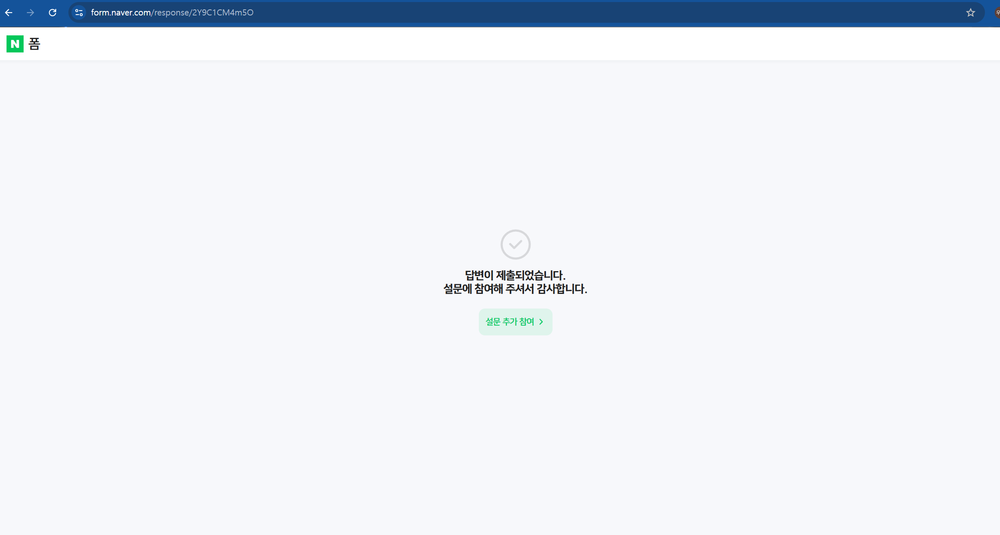 form.naver.com/response/2Y9C1CM4m5O
N 폼
답변이 제출되었습니다.
설문에 참여해 주셔서 감사합니다.
설문 추가 참여